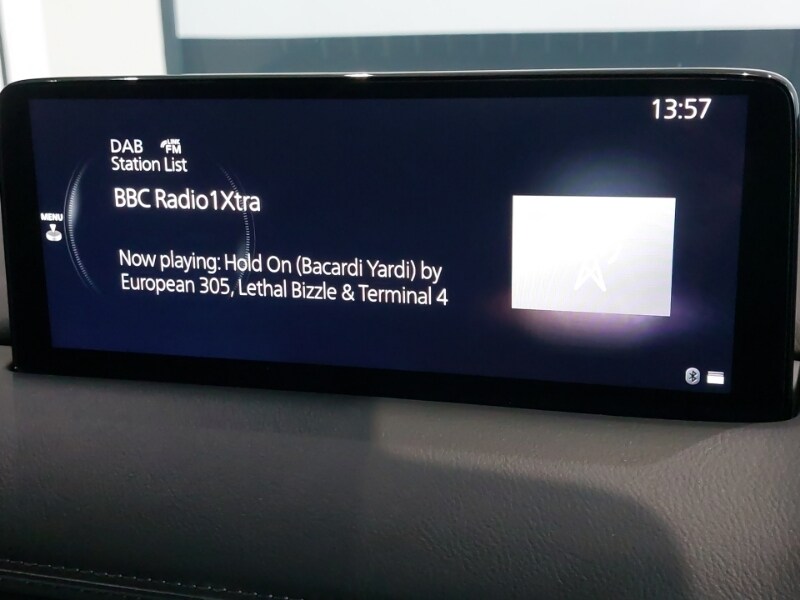 13:57
DAB LINK FM
Station List
BBC Radio1Xtra
MENU
Now playing: Hold On (Bacardi Yardi) by
European 305, Lethal Bizzle & Terminal 4